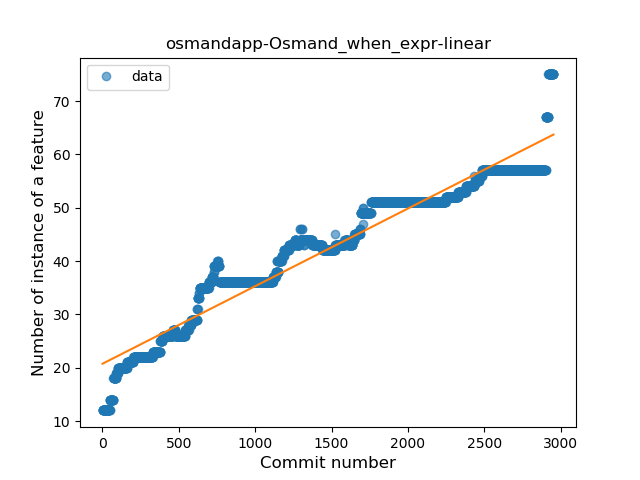 osmandapp-Osmand_when_expr-linear
data
Number of instance of a feature
70
60
50
40
30
20
10
0 500 1000 1500 2000 2500 3000
Commit number